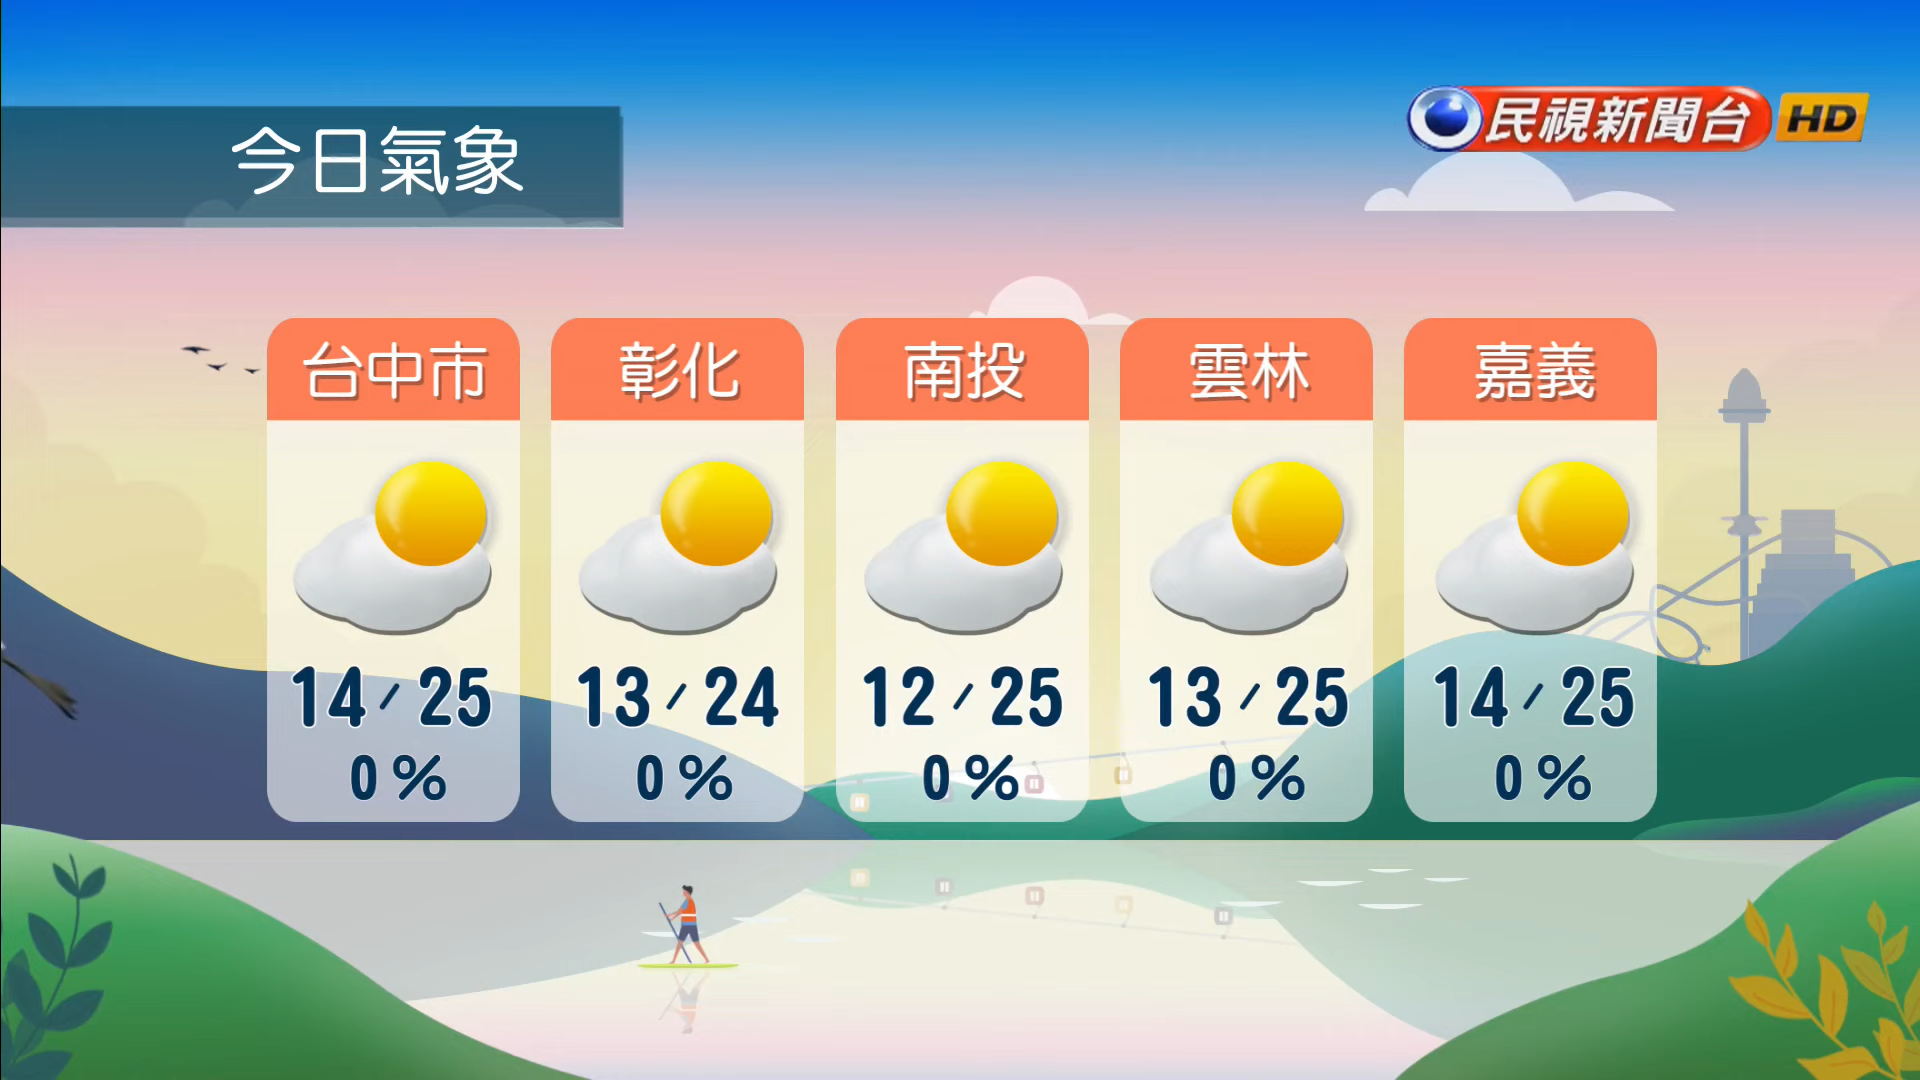 民視新聞台 HD
今日氣象
台中市 彰化 南投 雲林 嘉義
14/25 13/24 12/25 13/25 14/25
0% 0% 0% 0% 0%